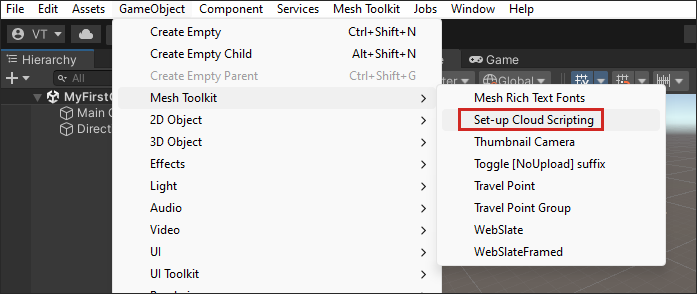 File Edit Assets GameObject Component Services Mesh Toolkit Jobs Window Help
VT
Hierarchy
Game
All
Global
MyFirst
Main
Direct
Create Empty Ctrl+Shift+N
Create Empty Child Alt+Shift+N
Create Empty Parent Ctrl+Shift+G
Mesh Toolkit
2D Object
3D Object
Effects
Light
Audio
Video
UI
UI Toolkit
Mesh Rich Text Fonts
Set-up Cloud Scripting
Thumbnail Camera
Toggle [NoUpload] suffix
Travel Point
Travel Point Group
WebSlate
WebSlateFramed